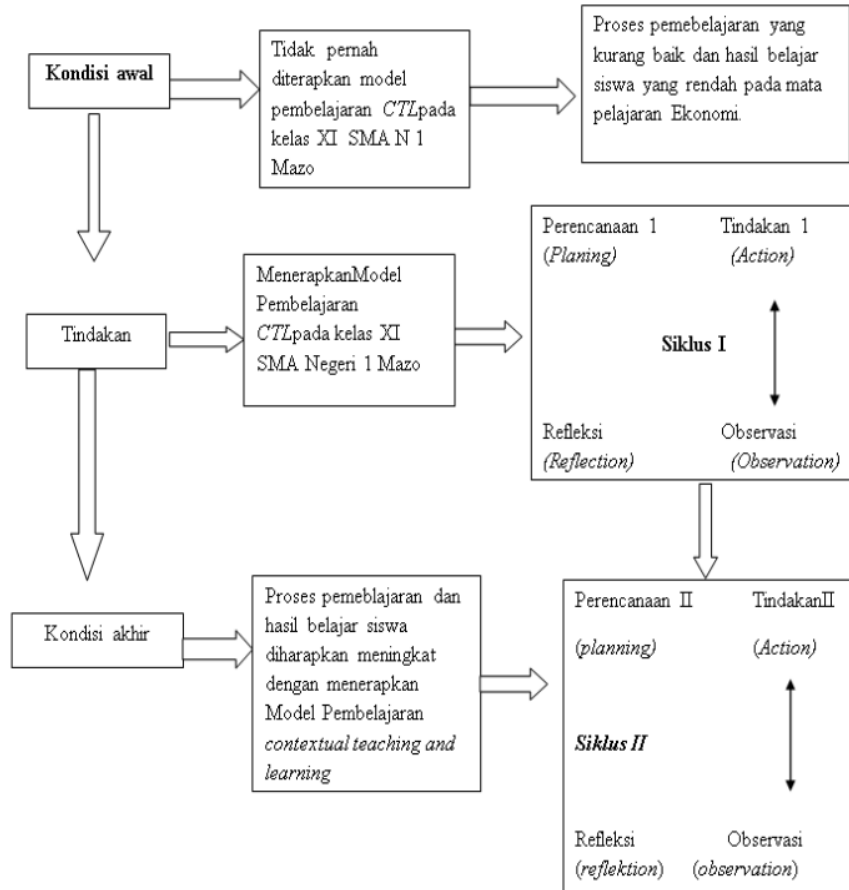 Kondisi awal
Tidak pernah
diterapkan model
pembelajaran CTLpada
kelas XI SMA N 1
Mazo
Proses pemebelajaran yang
kurang baik dan hasil belajar
siswa yang rendah pada mata
pelajaran Ekonomi.
Tindakan
MenerapkanModel
Pembelajaran
CTLpada kelas XI
SMA Negeri 1 Mazo
Perencanaan 1 Tindakan 1
(Planing) (Action)
Siklus I
Refleksi Observasi
(Reflection) (Observation)
Kondisi akhir
Proses pemeblajaran dan
hasil belajar siswa
diharapkan meningkat
dengan menerapkan
Model Pembelajaran
contextual teaching and
learning
Perencanaan II TindakanII
(planning) (Action)
Siklus II
Refleksi Observasi
(reflektion) (observation)